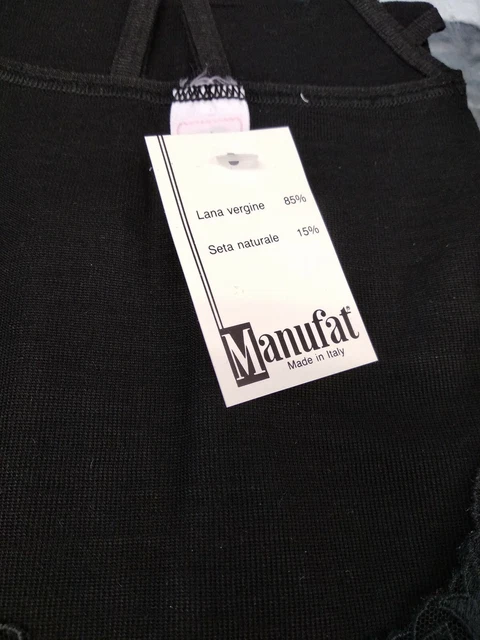 Lana vergine 85%
Seta naturale 15%
Manufat®
Made in Italy